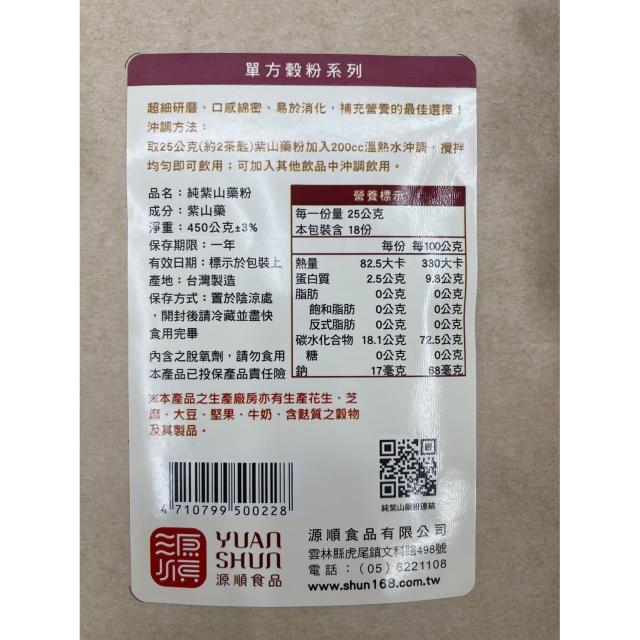 單方穀粉系列
超細研磨、口感綿密、易於消化，補充營養的最佳選擇！
沖調方法：
取25公克(約2茶匙)紫山藥粉加入200cc溫熱水沖調，攪拌
均勻即可飲用；可加入其他飲品中沖調飲用。
品名：純紫山藥粉
成分：紫山藥
淨重：450公克±3%
保存期限：一年
有效日期：標示於包裝上
產地：台灣製造
保存方式：置於陰涼處
，開封後請冷藏並盡快
食用完畢
內含之脫氧劑，請勿食用
本產品已投保產品責任險
營養標示
每一份量 25公克
本包裝含 18份
每份 每100公克
熱量 82.5大卡 330大卡
蛋白質 2.5公克 9.8公克
脂肪 0公克 0公克
飽和脂肪 0公克 0公克
反式脂肪 0公克 0公克
碳水化合物 18.1公克 72.5公克
糖 0公克 0公克
鈉 17毫克 68毫克
※本產品之生產廠房亦有生產花生、芝
麻、大豆、堅果、牛奶、含麩質之穀物
及其製品。
4 710799 500228
純紫山藥粉連結
源順
YUAN
SHUN
源順食品
源順食品有限公司
雲林縣虎尾鎮文科路498號
電話：(05)6221108
www.shun168.com.tw